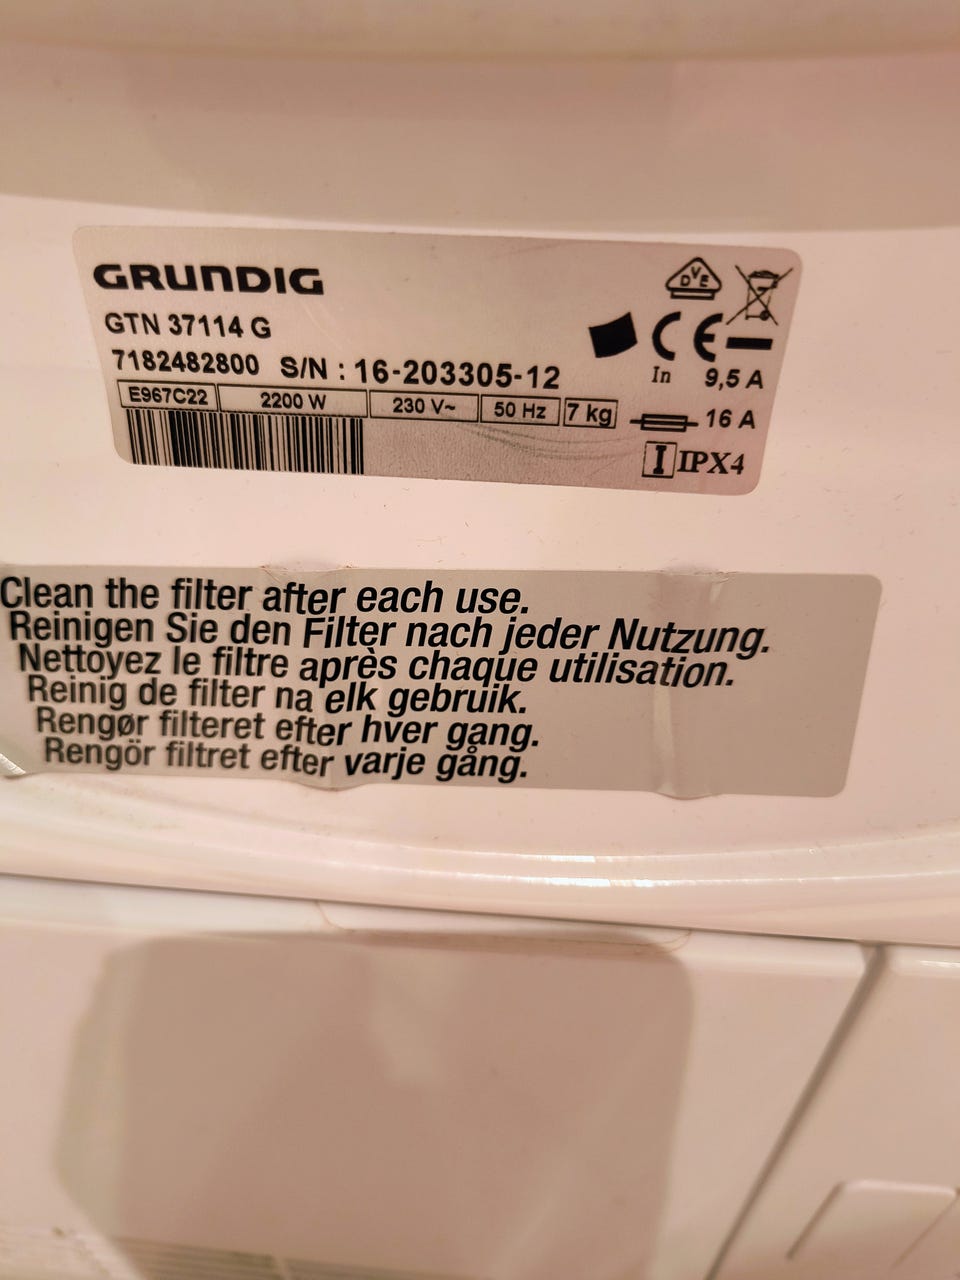 GRUNDIG
GTN 37114 G
7182482800 S/N : 16-203305-12
E967C22 2200 W 230 V~ 50 Hz 7 kg
DVE
CE
In 9,5 A
16 A
I IPX4
Clean the filter after each use.
Reinigen Sie den Filter nach jeder Nutzung.
Nettoyez le filtre après chaque utilisation.
Reinig de filter na elk gebruik.
Rengør filteret efter hver gang.
Rengör filtret efter varje gång.